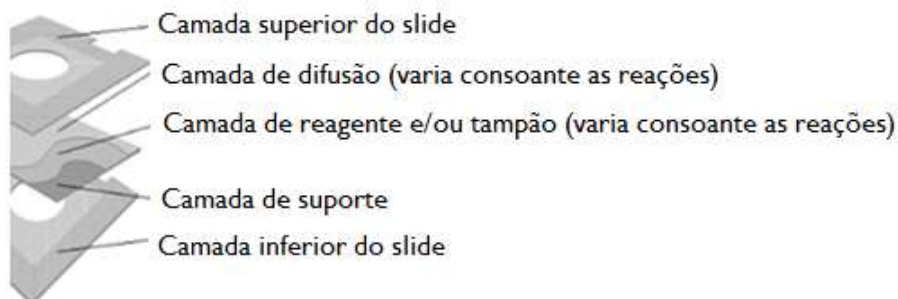 Camada superior do slide
Camada de difusão (varia consoante as reações)
Camada de reagente e/ou tampão (varia consoante as reações)
Camada de suporte
Camada inferior do slide